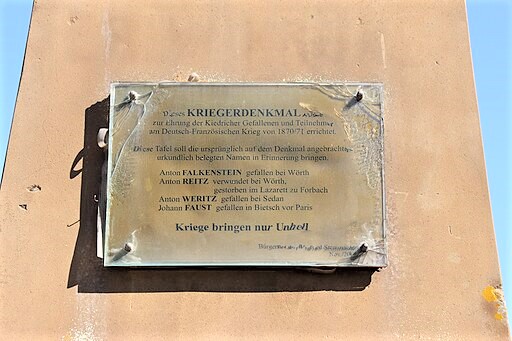 Dieses KRIEGERDENKMAL
zur Ehrung der Kiedricher Gefallenen und Teilnehmer
am Deutsch-Französischen Krieg von 1870/71 errichtet.
Diese Tafel soll die ursprünglich auf dem Denkmal angebrachten
urkundlich belegten Namen in Erinnerung bringen.
Anton FALKENSTEIN gefallen bei Wörth
Anton REITZ verwundet bei Wörth,
gestorben im Lazarett zu Forbach
Anton WERITZ gefallen bei Sedan
Johann FAUST gefallen in Bietsch vor Paris
Kriege bringen nur Unheil